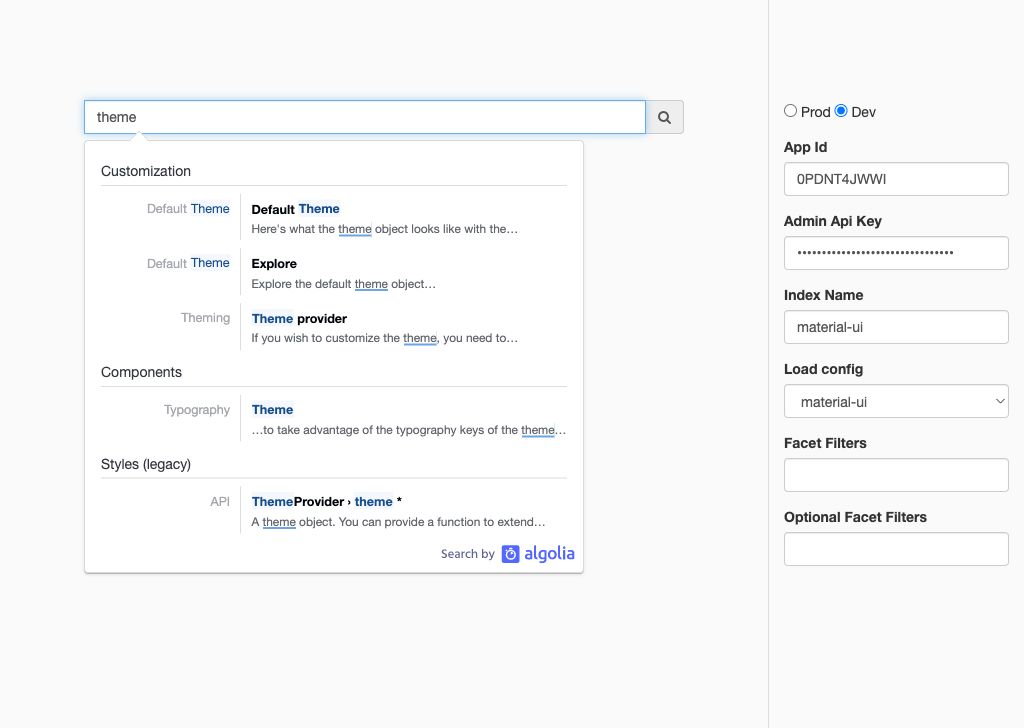 theme
Customization
Default Theme
Default Theme
Here's what the theme object looks like with the…
Default Theme
Explore
Explore the default theme object…
Theming
Theme provider
If you wish to customize the theme, you need to…
Components
Typography
Theme
…to take advantage of the typography keys of the theme…
Styles (legacy)
API
ThemeProvider › theme *
A theme object. You can provide a function to extend…
Search by algolia
Prod Dev
App Id
0PDNT4JWWI
Admin Api Key
••••••••••••••••••••••••••••••••
Index Name
material-ui
Load config
material-ui
Facet Filters
Optional Facet Filters